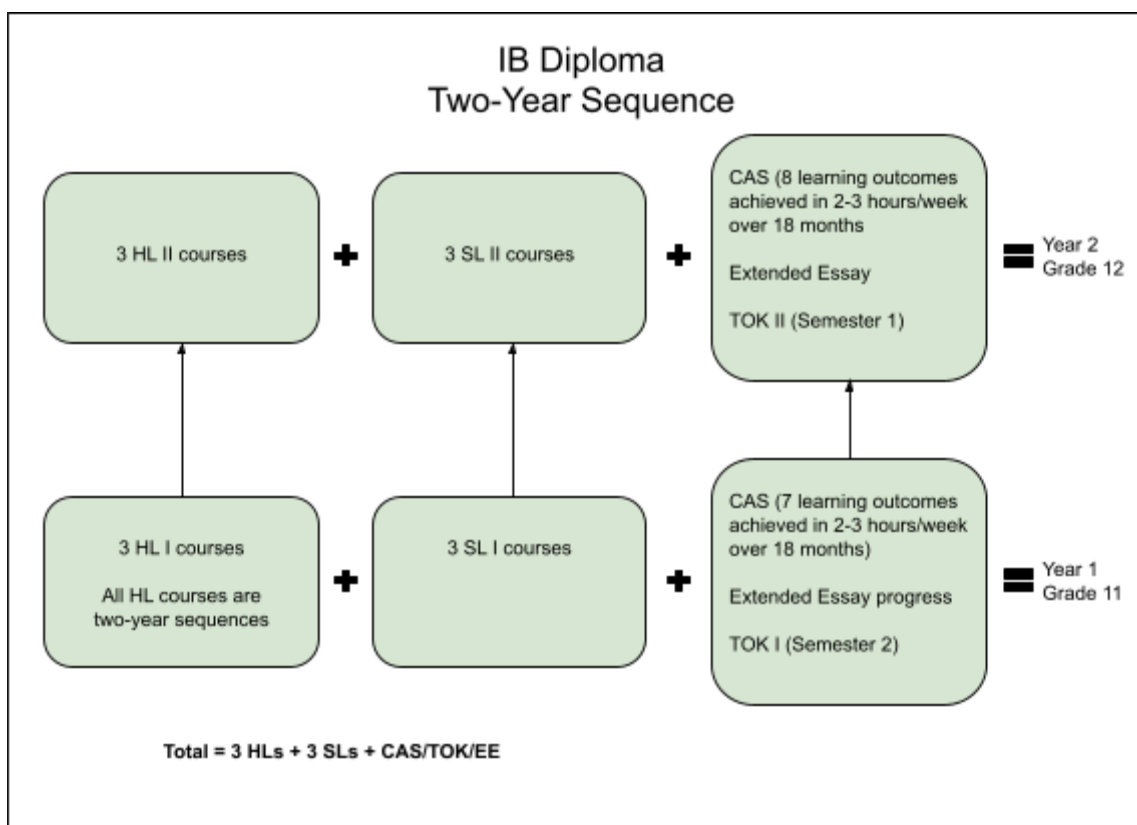 IB Diploma
Two-Year Sequence
3 HL II courses
3 SL II courses
CAS (8 learning outcomes
achieved in 2-3 hours/week
over 18 months
Extended Essay
TOK II (Semester 1)
Year 2
Grade 12
3 HL I courses
All HL courses are
two-year sequences
3 SL I courses
CAS (7 learning outcomes
achieved in 2-3 hours/week
over 18 months)
Extended Essay progress
TOK I (Semester 2)
Year 1
Grade 11
Total = 3 HLs + 3 SLs + CAS/TOK/EE